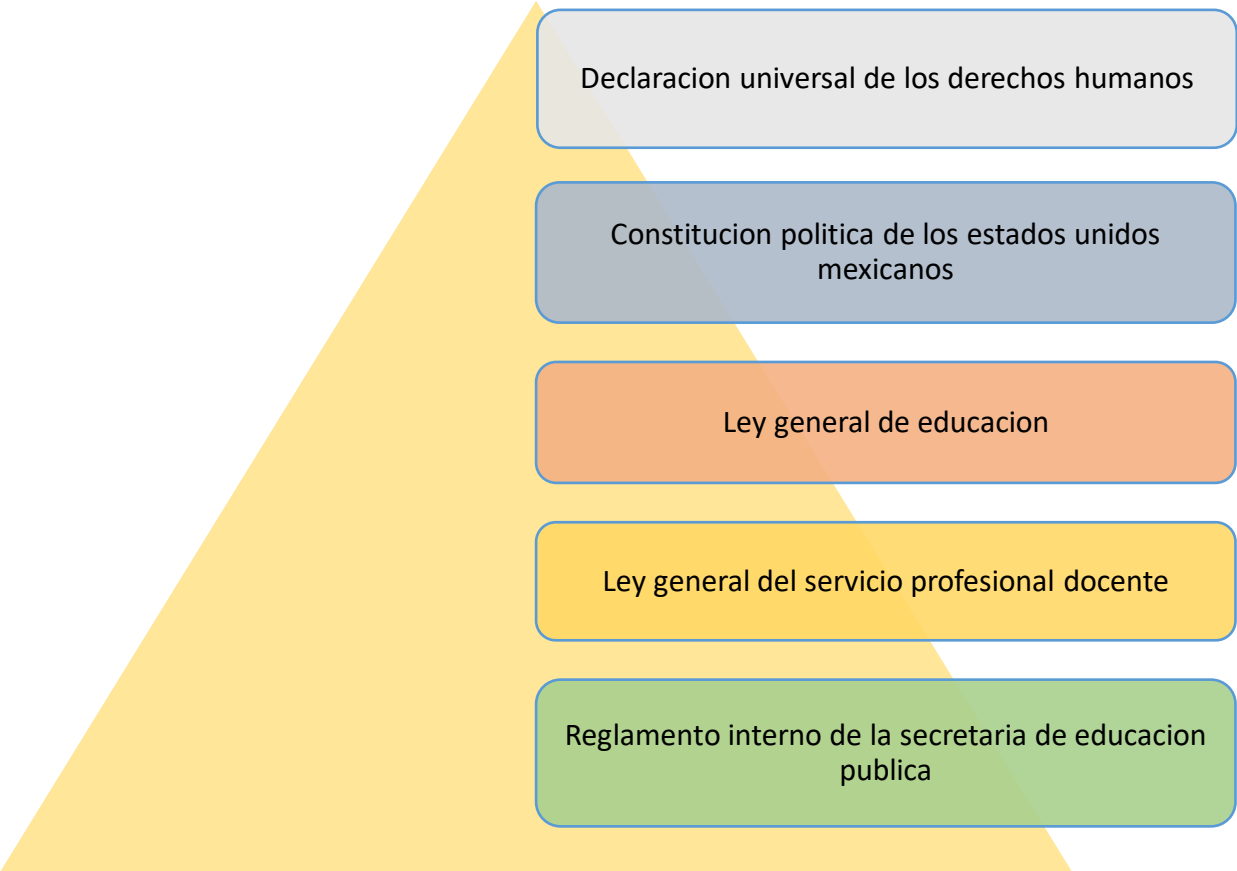 Declaracion universal de los derechos humanos
Constitucion politica de los estados unidos
mexicanos
Ley general de educacion
Ley general del servicio profesional docente
Reglamento interno de la secretaria de educacion
publica